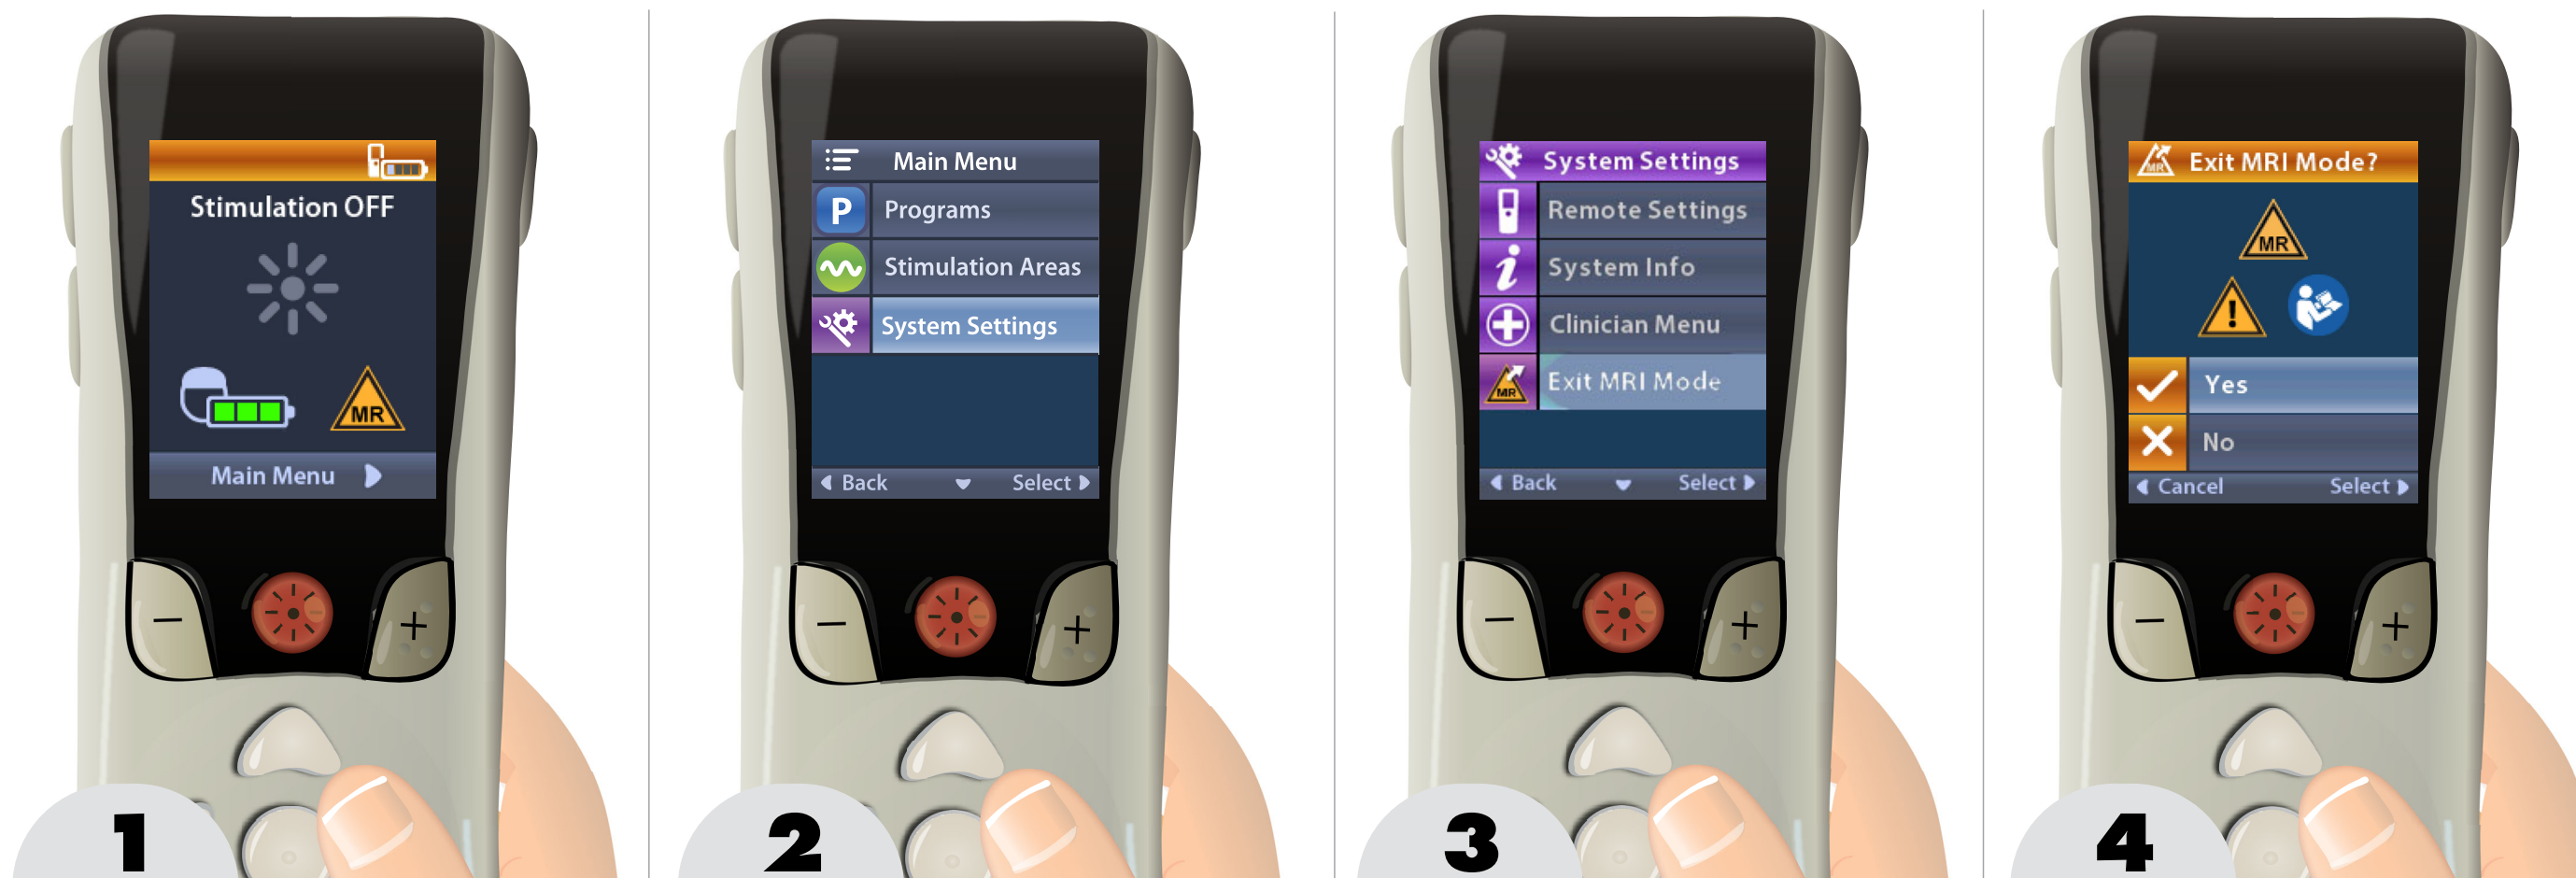 Stimulation OFF
MR
Main Menu
1
Main Menu
P Programs
Stimulation Areas
System Settings
Back Select
2
System Settings
Remote Settings
i System Info
Clinician Menu
MR Exit MRI Mode
Back Select
3
MR Exit MRI Mode?
MR
!
Yes
No
Cancel Select
4